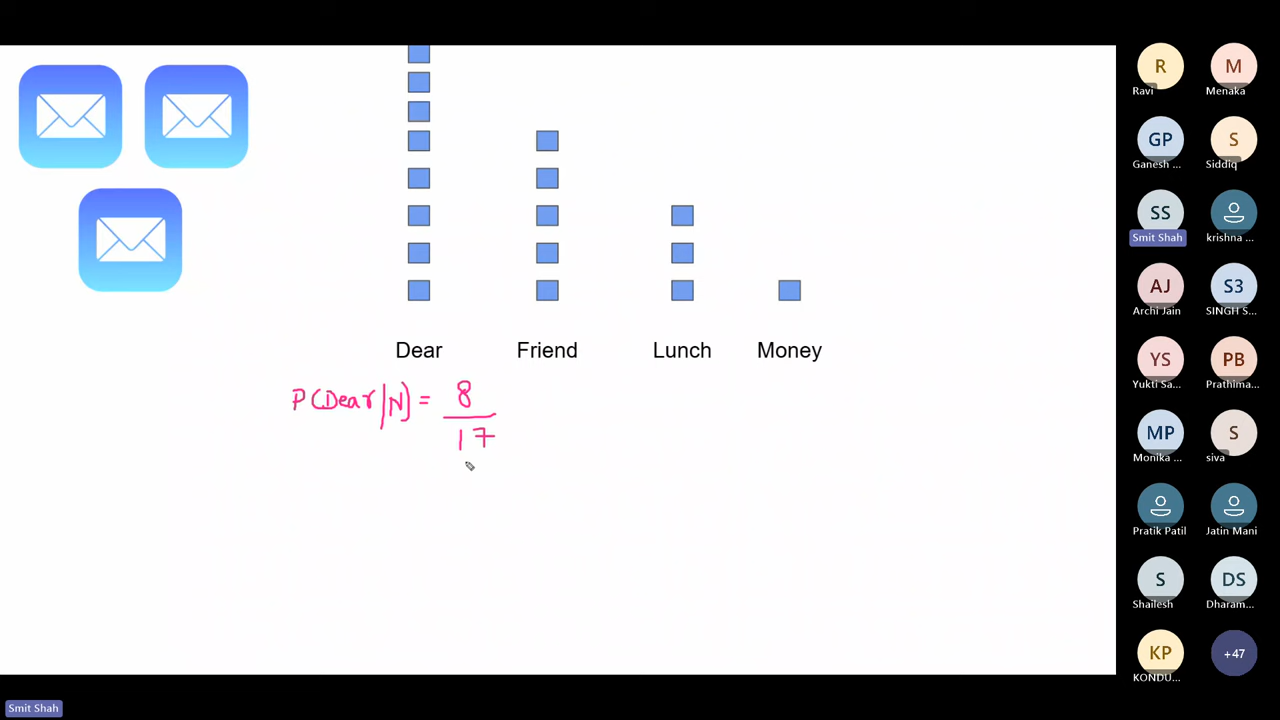 R M
Ravi Menaka
GP S
Ganesh ... Siddiq
SS
Smit Shah krishna ...
AJ S3
Archi Jain SINGH S...
Dear Friend Lunch Money
YS PB
Yukti Sa... Prathima...
P(Dear|N) = 8
17
MP S
Monika ... siva
Pratik Patil Jatin Mani
S DS
Shailesh Dharam...
KP +47
KONDU...
Smit Shah